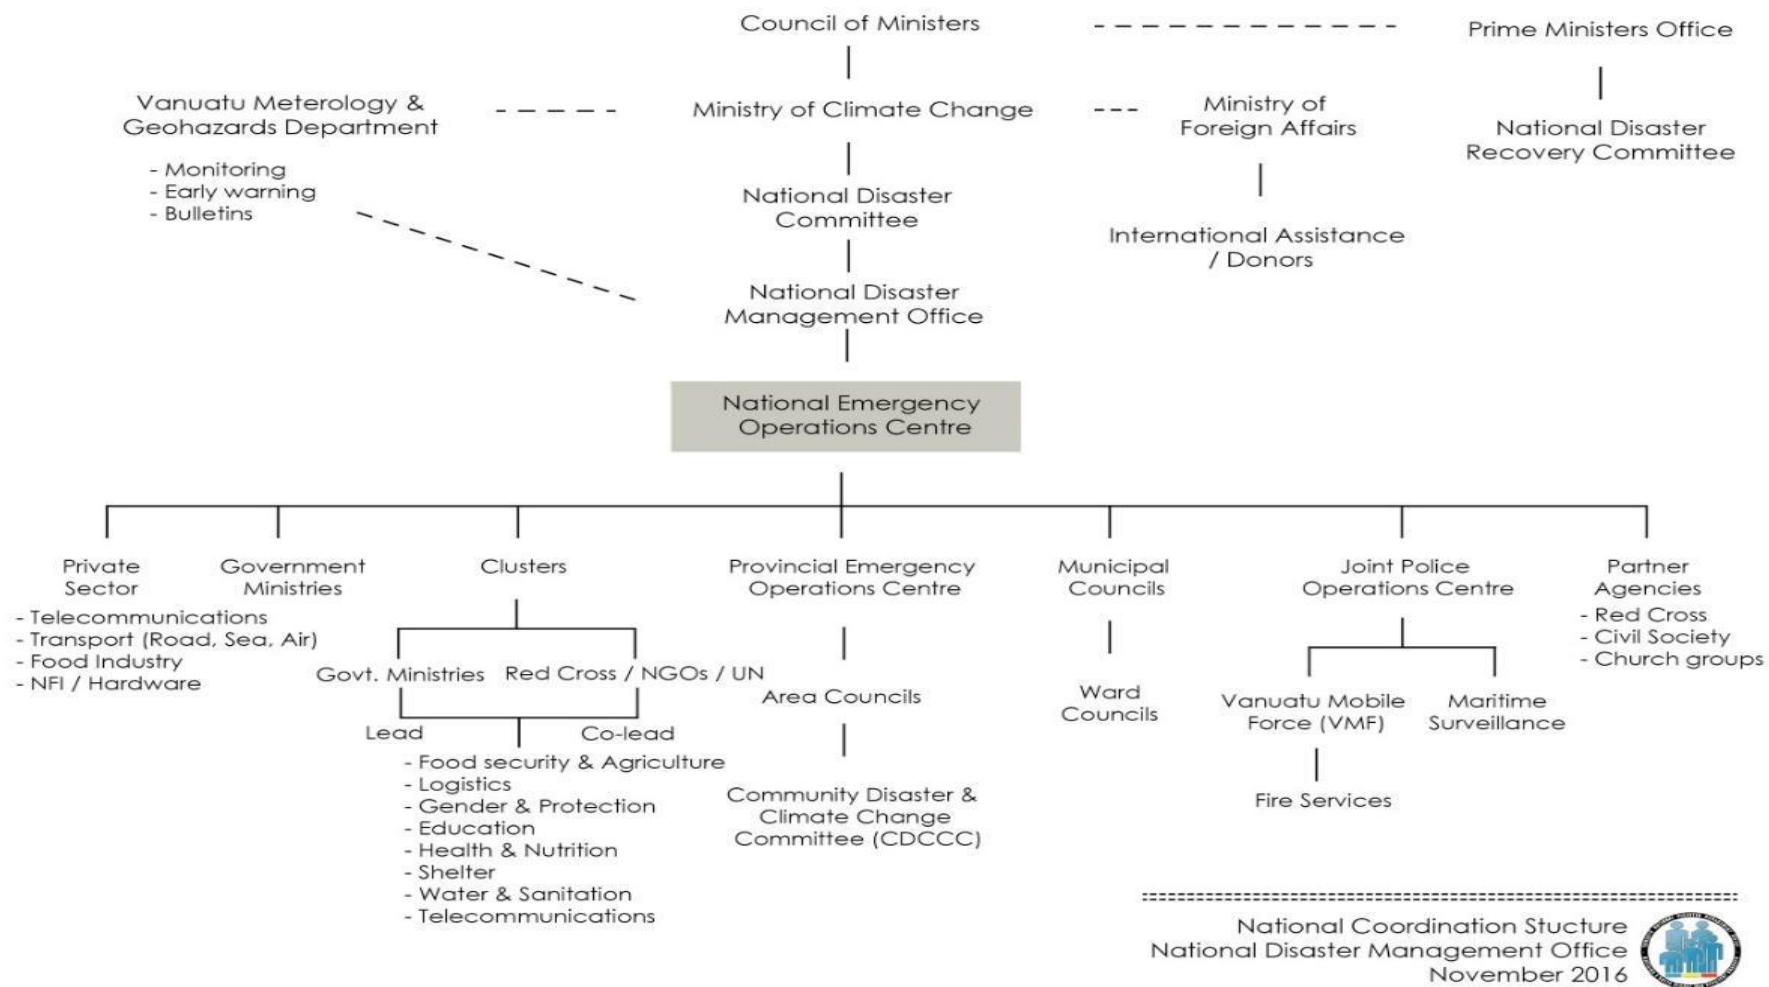 Council of Ministers
Prime Ministers Office
Vanuatu Meterology &
Geohazards Department
- Monitoring
- Early warning
- Bulletins
Ministry of Climate Change
Ministry of
Foreign Affairs
National Disaster
Recovery Committee
National Disaster
Committee
International Assistance
/ Donors
National Disaster
Management Office
National Emergency
Operations Centre
Private
Sector
- Telecommunications
- Transport (Road, Sea, Air)
- Food Industry
- NFI / Hardware
Government
Ministries
Clusters
Govt. Ministries
Red Cross / NGOs / UN
Lead
Co-lead
- Food security & Agriculture
- Logistics
- Gender & Protection
- Education
- Health & Nutrition
- Shelter
- Water & Sanitation
- Telecommunications
Provincial Emergency
Operations Centre
Area Councils
Community Disaster &
Climate Change
Committee (CDCCC)
Municipal
Councils
Ward
Councils
Joint Police
Operations Centre
Vanuatu Mobile
Force (VMF)
Maritime
Surveillance
Fire Services
Partner
Agencies
- Red Cross
- Civil Society
- Church groups
National Coordination Stucture
National Disaster Management Office
November 2016